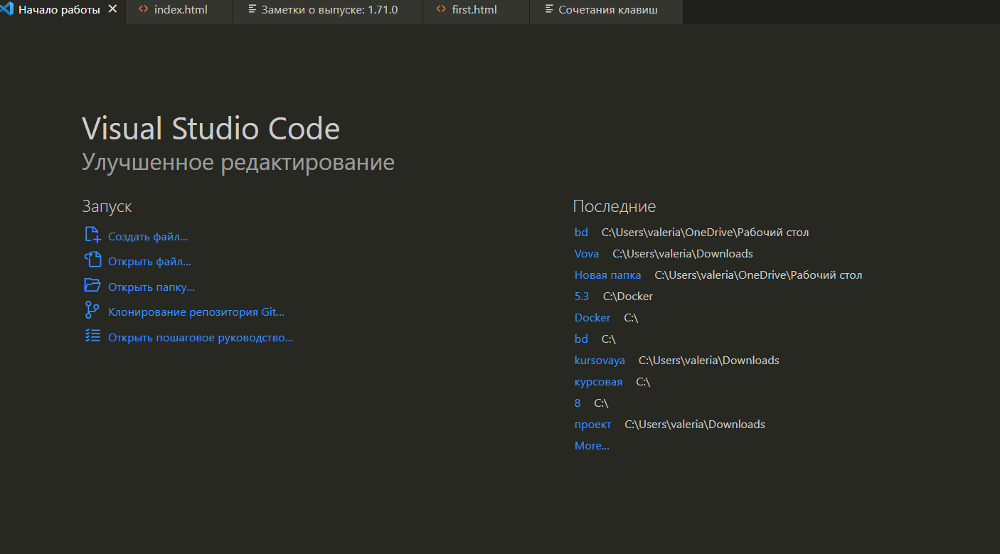 Начало работы
index.html
Заметки о выпуске: 1.71.0
first.html
Сочетания клавиш
Visual Studio Code
Улучшенное редактирование
Запуск
Создать файл...
Открыть файл...
Открыть папку...
Клонирование репозитория Git...
Открыть пошаговое руководство...
Последние
bd C:\Users\valeria\OneDrive\Рабочий стол
Vova C:\Users\valeria\Downloads
Новая папка C:\Users\valeria\OneDrive\Рабочий стол
5.3 C:\Docker
Docker C:\
bd C:\
kursovaya C:\Users\valeria\Downloads
курсовая C:\
8 C:\
проект C:\Users\valeria\Downloads
More...